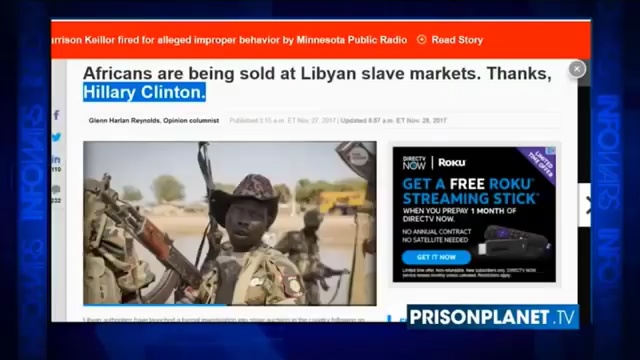 rrison Keillor fired for alleged improper behavior by Minnesota Public Radio Read Story
Africans are being sold at Libyan slave markets. Thanks,
Hillary Clinton.
Glenn Harlan Reynolds, Opinion columnist Published 3:15 a.m. ET Nov. 27, 2017 | Updated 8:57 a.m. ET Nov. 28, 2017
DIRECTV NOW Roku
LIMITED TIME OFFER
GET A FREE ROKU
STREAMING STICK
WHEN YOU PREPAY 1 MONTH OF
DIRECTV NOW.
NO ANNUAL CONTRACT
NO SATELLITE NEEDED
GET IT NOW
INFOWARS
PRISONPLANET.TV